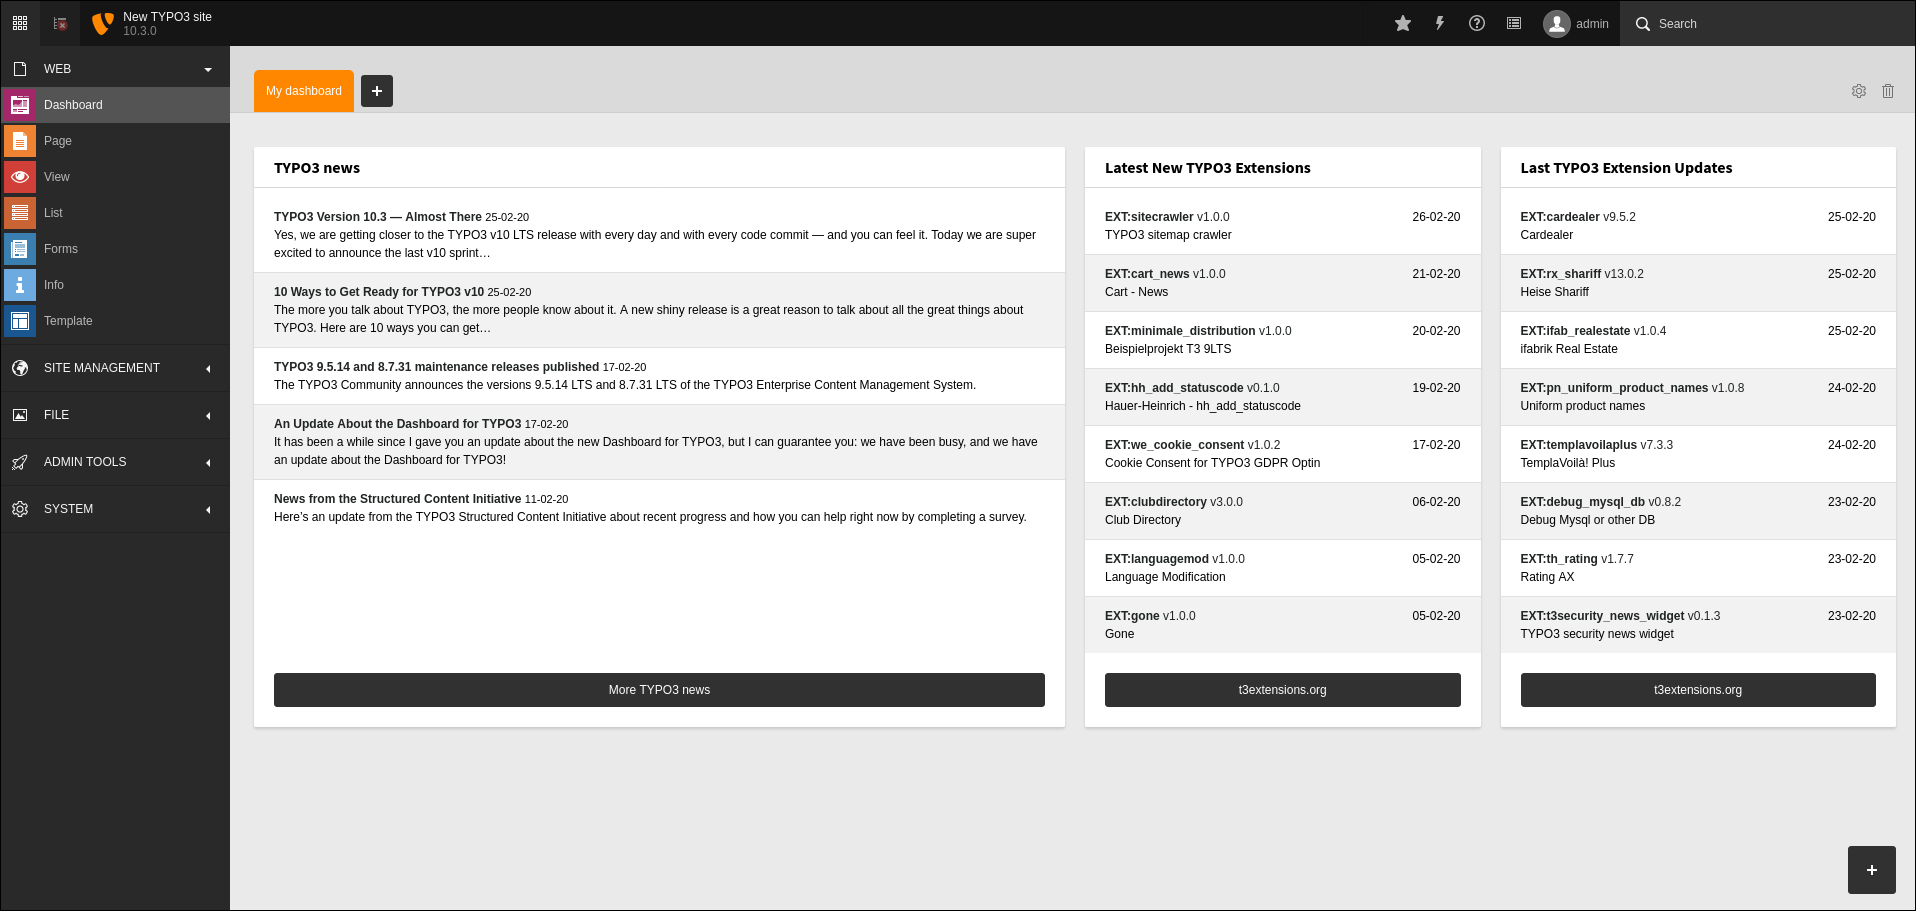 New TYPO3 site
10.3.0
admin
Search
WEB
Dashboard
Page
View
List
Forms
Info
Template
SITE MANAGEMENT
FILE
ADMIN TOOLS
SYSTEM
My dashboard
TYPO3 news
TYPO3 Version 10.3 — Almost There 25-02-20
Yes, we are getting closer to the TYPO3 v10 LTS release with every day and with every code commit — and you can feel it. Today we are super
excited to announce the last v10 sprint…
10 Ways to Get Ready for TYPO3 v10 25-02-20
The more you talk about TYPO3, the more people know about it. A new shiny release is a great reason to talk about all the great things about
TYPO3. Here are 10 ways you can get…
TYPO3 9.5.14 and 8.7.31 maintenance releases published 17-02-20
The TYPO3 Community announces the versions 9.5.14 LTS and 8.7.31 LTS of the TYPO3 Enterprise Content Management System.
An Update About the Dashboard for TYPO3 17-02-20
It has been a while since I gave you an update about the new Dashboard for TYPO3, but I can guarantee you: we have been busy, and we have
an update about the Dashboard for TYPO3!
News from the Structured Content Initiative 11-02-20
Here’s an update from the TYPO3 Structured Content Initiative about recent progress and how you can help right now by completing a survey.
More TYPO3 news
Latest New TYPO3 Extensions
EXT:sitecrawler v1.0.0 26-02-20
TYPO3 sitemap crawler
EXT:cart_news v1.0.0 21-02-20
Cart - News
EXT:minimale_distribution v1.0.0 20-02-20
Beispielprojekt T3 9LTS
EXT:hh_add_statuscode v0.1.0 19-02-20
Hauer-Heinrich - hh_add_statuscode
EXT:we_cookie_consent v1.0.2 17-02-20
Cookie Consent for TYPO3 GDPR Optin
EXT:clubdirectory v3.0.0 06-02-20
Club Directory
EXT:languagemod v1.0.0 05-02-20
Language Modification
EXT:gone v1.0.0 05-02-20
Gone
t3extensions.org
Last TYPO3 Extension Updates
EXT:cardealer v9.5.2 25-02-20
Cardealer
EXT:rx_shariff v13.0.2 25-02-20
Heise Shariff
EXT:ifab_realestate v1.0.4 25-02-20
ifabrik Real Estate
EXT:pn_uniform_product_names v1.0.8 24-02-20
Uniform product names
EXT:templavoilaplus v7.3.3 24-02-20
TemplaVoilà! Plus
EXT:debug_mysql_db v0.8.2 23-02-20
Debug Mysql or other DB
EXT:th_rating v1.7.7 23-02-20
Rating AX
EXT:t3security_news_widget v0.1.3 23-02-20
TYPO3 security news widget
t3extensions.org